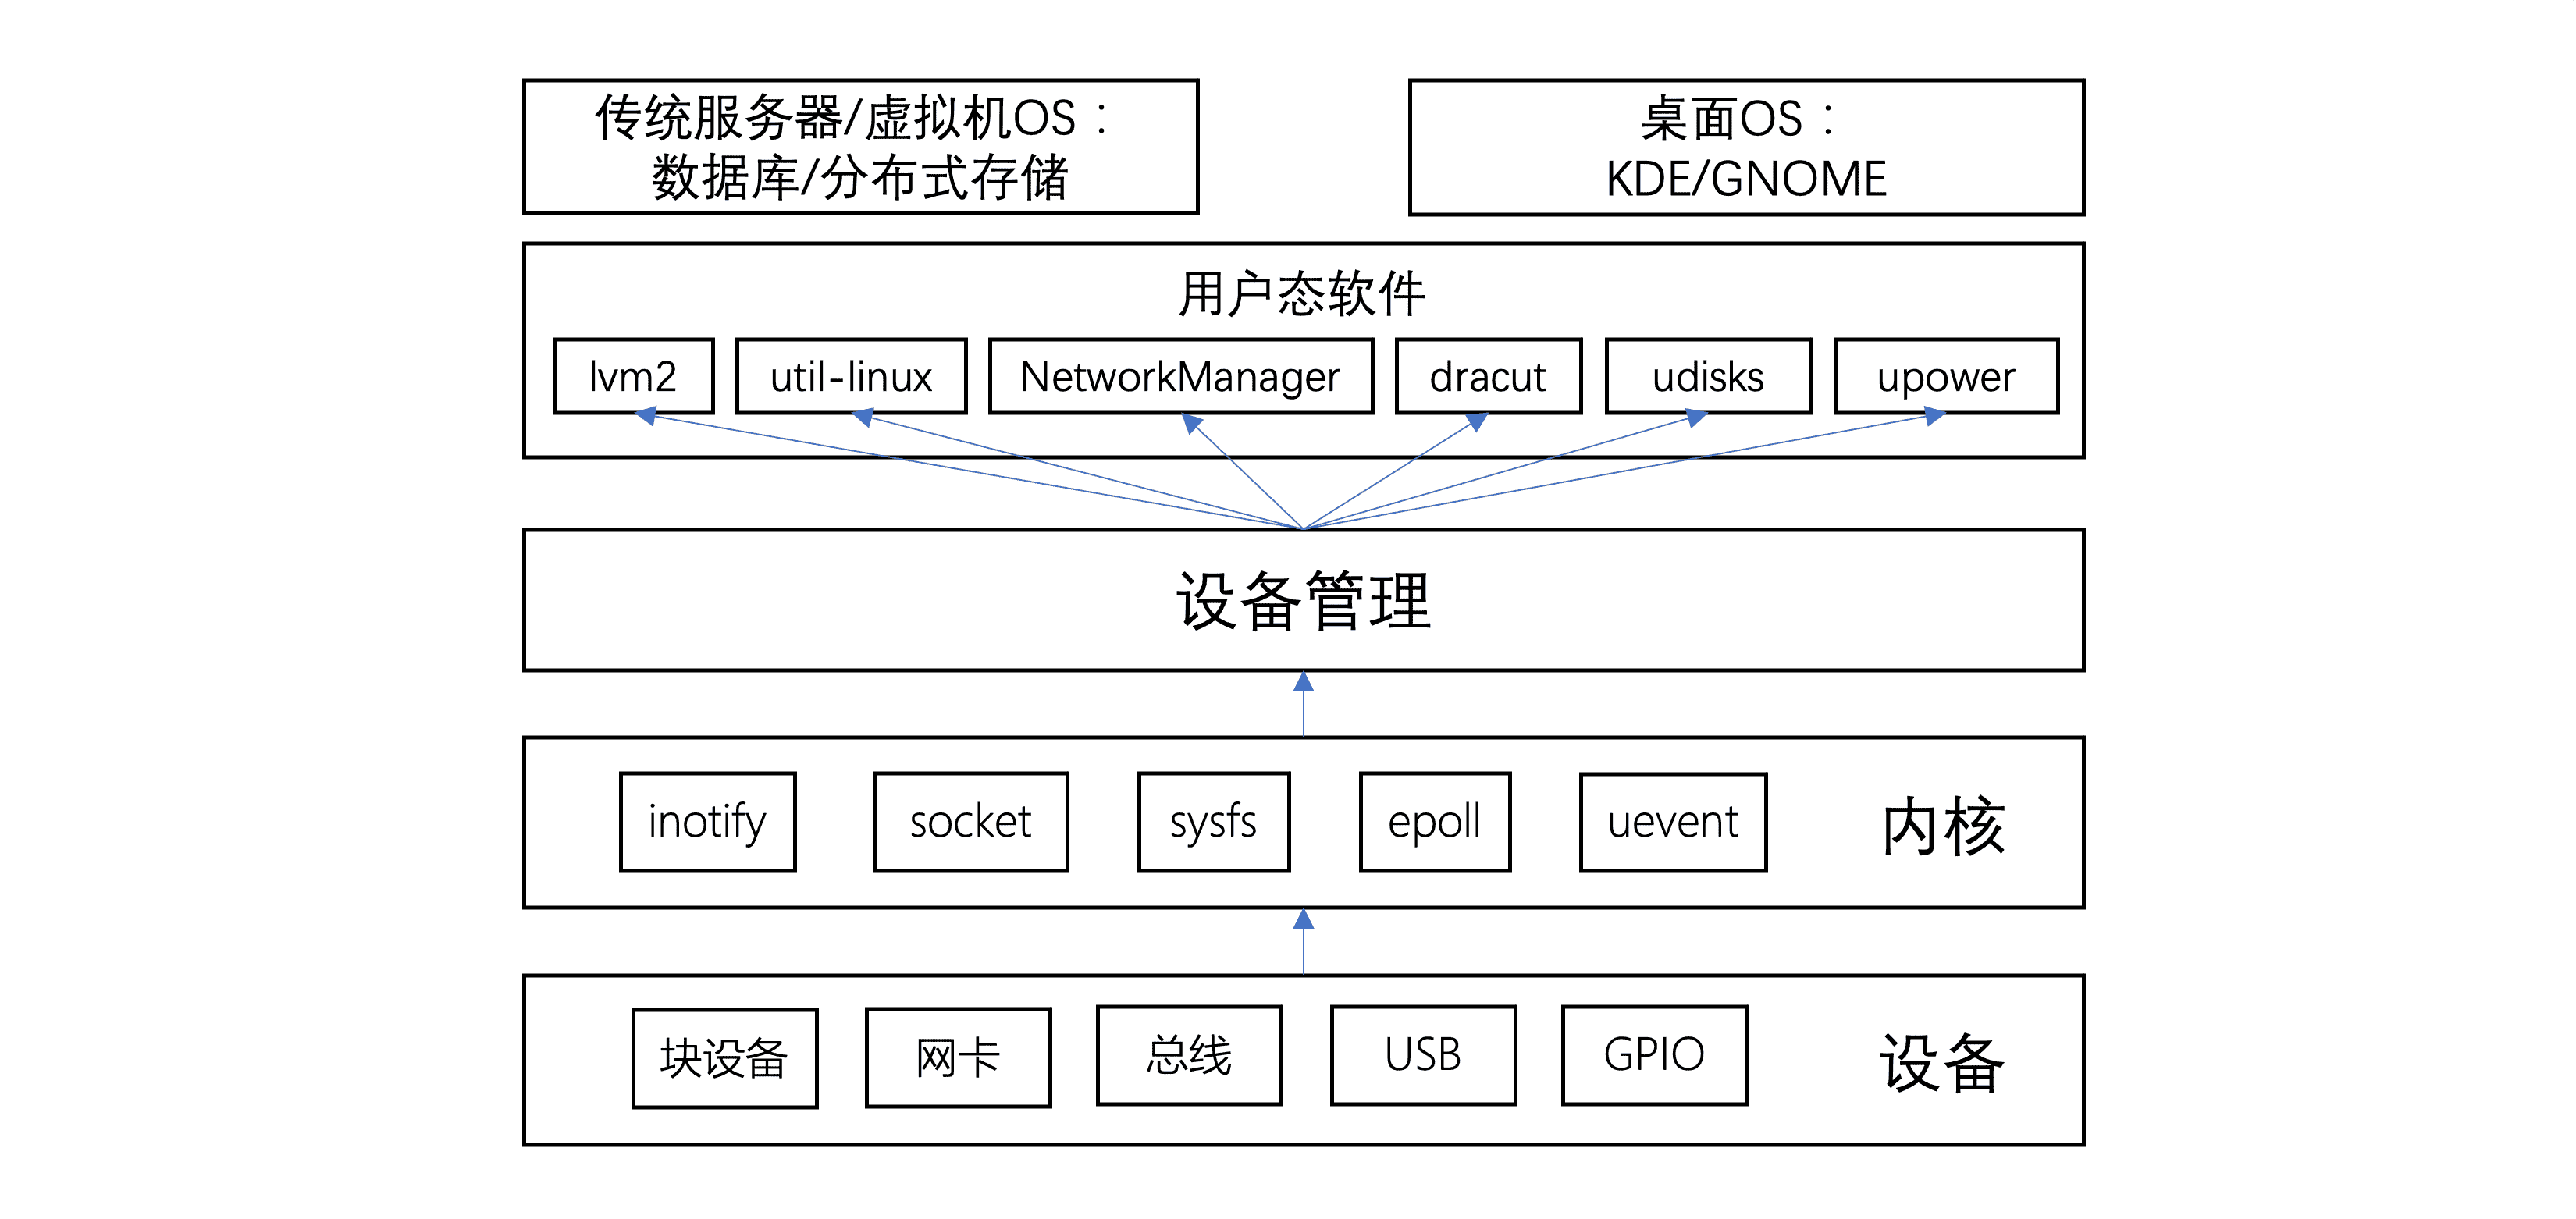 传统服务器/虚拟机OS：
数据库/分布式存储
桌面OS：
KDE/GNOME
用户态软件
lvm2
util-linux
NetworkManager
dracut
udisks
upower
设备管理
inotify
socket
sysfs
epoll
uevent
内核
块设备
网卡
总线
USB
GPIO
设备